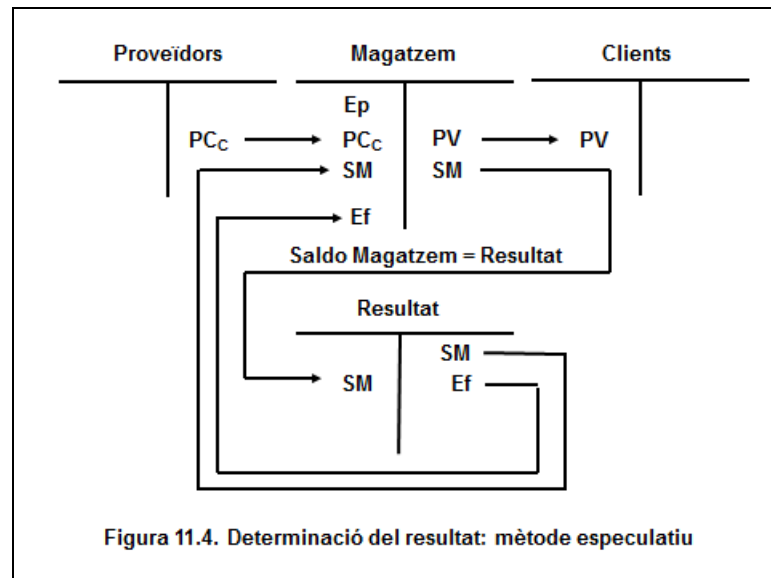 Proveïdors Magatzem Clients
Ep
PCC PCC PV PV
SM SM
Ef
Saldo Magatzem = Resultat
Resultat
SM
SM Ef
Figura 11.4. Determinació del resultat: mètode especulatiu